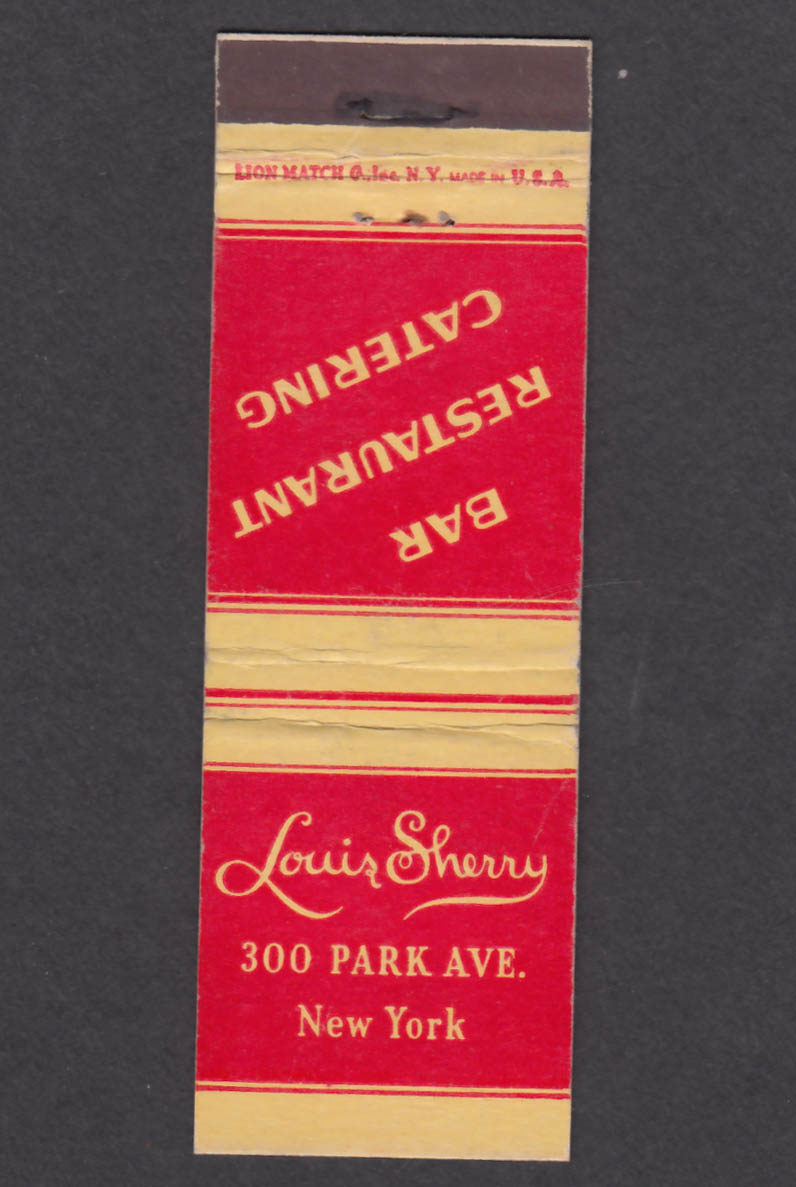 LION MATCH Co., Inc. N. Y. MADE IN U. S. A.
BAR
RESTAURANT
CATERING
Louis Sherry
300 PARK AVE.
New York